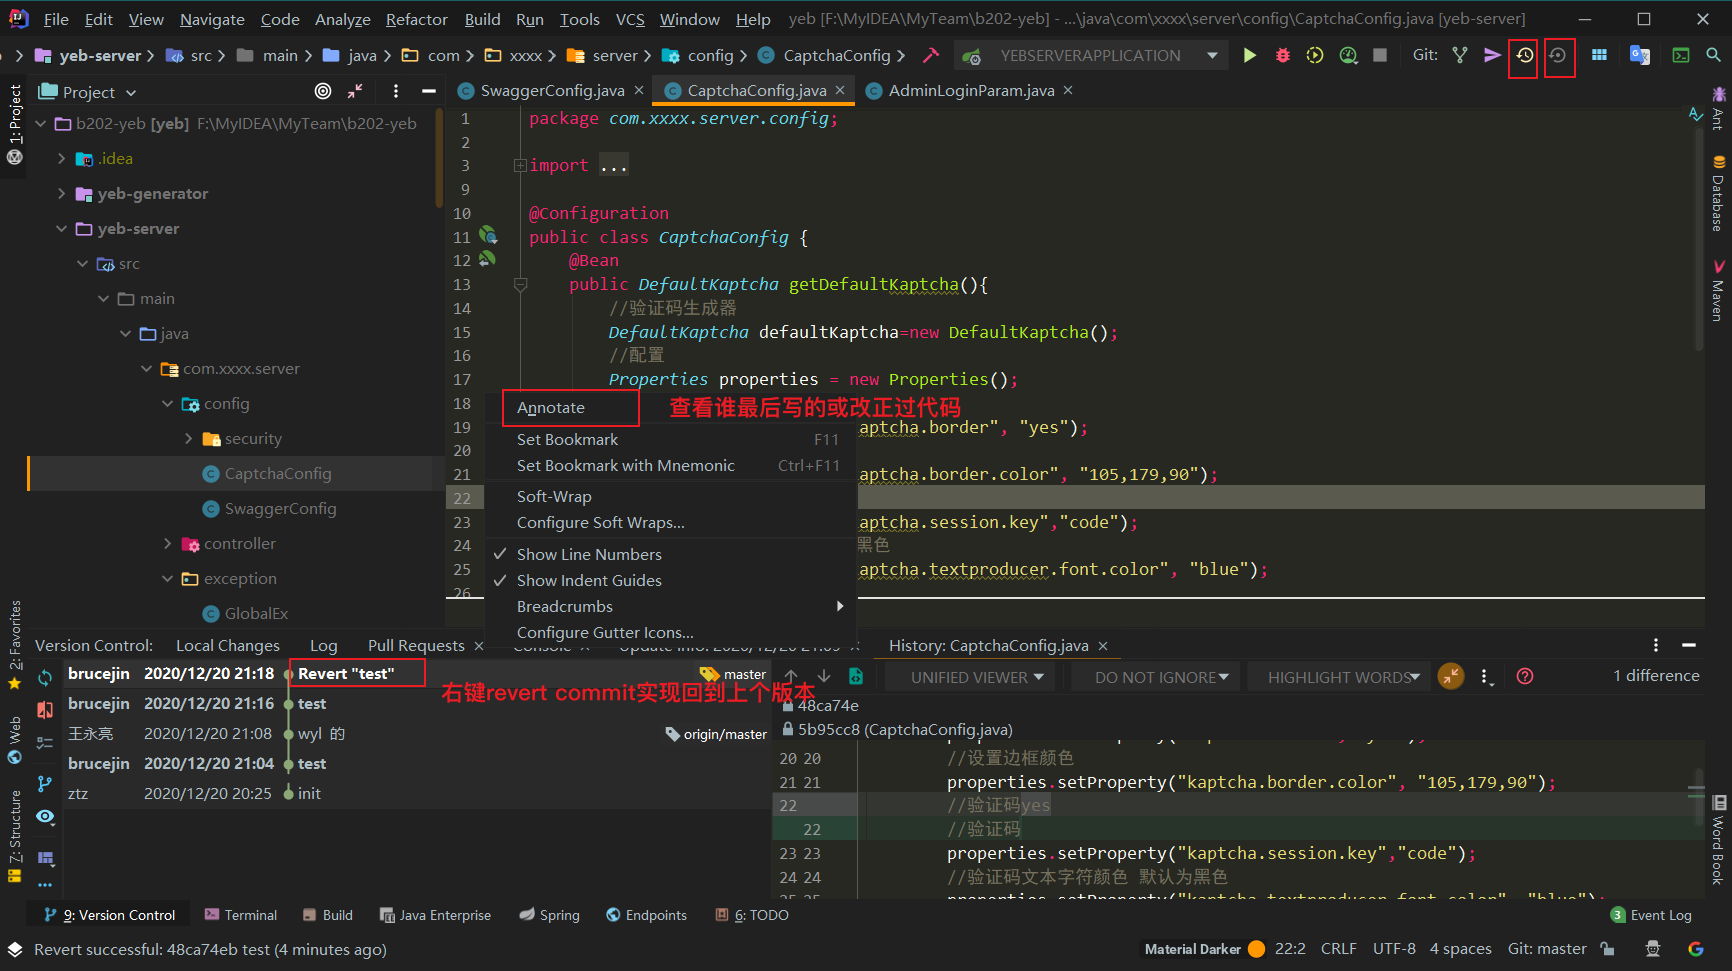 File Edit View Navigate Code Analyze Refactor Build Run Tools VCS Window Help yeb [F:\MyIDEA\MyTeam\b202-yeb] - ...\java\com\xxxx\server\config\CaptchaConfig.java [yeb-server]
yeb-server src main java com xxxx server config CaptchaConfig YEBSERVERAPPLICATION Git:
Project
SwaggerConfig.java CaptchaConfig.java AdminLoginParam.java
1: Project
2: Favorites
Web
7: Structure
b202-yeb [yeb] F:\MyIDEA\MyTeam\b202-yeb
.idea
yeb-generator
yeb-server
src
main
java
com.xxxx.server
config
security
CaptchaConfig
SwaggerConfig
controller
exception
GlobalEx
1 package com.xxxx.server.config;
2
3 import ...
9
10 @Configuration
11 public class CaptchaConfig {
12 @Bean
13 public DefaultKaptcha getDefaultKaptcha(){
14 //验证码生成器
15 DefaultKaptcha defaultKaptcha=new DefaultKaptcha();
16 //配置
17 Properties properties = new Properties();
18
19 aptcha.border", "yes");
20
21 aptcha.border.color", "105,179,90");
22
23 aptcha.session.key","code");
24 黑色
25 aptcha.textproducer.font.color", "blue");
26
Annotate
查看谁最后写的或改正过代码
Set Bookmark F11
Set Bookmark with Mnemonic Ctrl+F11
Soft-Wrap
Configure Soft Wraps...
Show Line Numbers
Show Indent Guides
Breadcrumbs
Configure Gutter Icons...
Ant
Database
Maven
Word Book
Version Control: Local Changes Log Pull Requests Console Update Info: 2020/12/20 21:09 History: CaptchaConfig.java
brucejin 2020/12/20 21:18 Revert "test" master
brucejin 2020/12/20 21:16 test
王永亮 2020/12/20 21:08 wyl 的 origin/master
brucejin 2020/12/20 21:04 test
ztz 2020/12/20 20:25 init
右键revert commit实现回到上个版本
UNIFIED VIEWER DO NOT IGNORE HIGHLIGHT WORDS 1 difference
48ca74e
5b95cc8 (CaptchaConfig.java)
20 20 //设置边框颜色
21 21 properties.setProperty("kaptcha.border.color", "105,179,90");
22 //验证码yes
22 //验证码
23 23 properties.setProperty("kaptcha.session.key","code");
24 24 //验证码文本字符颜色 默认为黑色
25 25 properties.setProperty("kaptcha.textproducer.font.color", "blue");
9: Version Control Terminal Build Java Enterprise Spring Endpoints 6: TODO 3 Event Log
Revert successful: 48ca74eb test (4 minutes ago) Material Darker 22:2 CRLF UTF-8 4 spaces Git: master